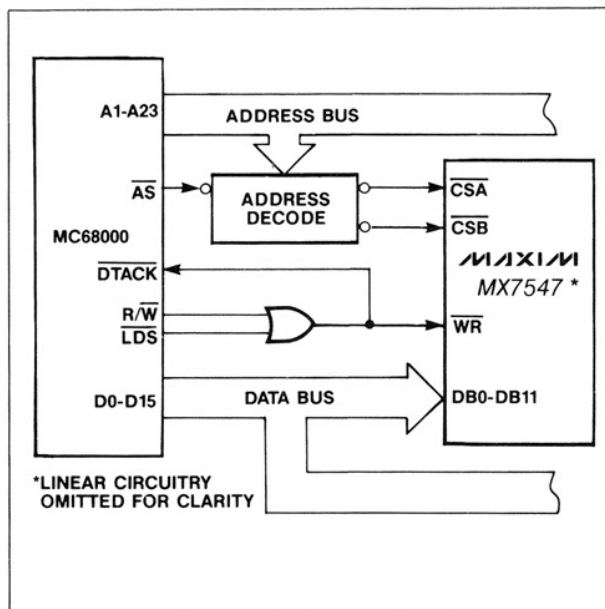 A1-A23
ADDRESS BUS
AS
ADDRESS
DECODE
CSA
CSB
MC68000
MAXIM
MX7547 *
DTACK
R/W
LDS
WR
D0-D15
DATA BUS
DB0-DB11
*LINEAR CIRCUITRY
OMITTED FOR CLARITY